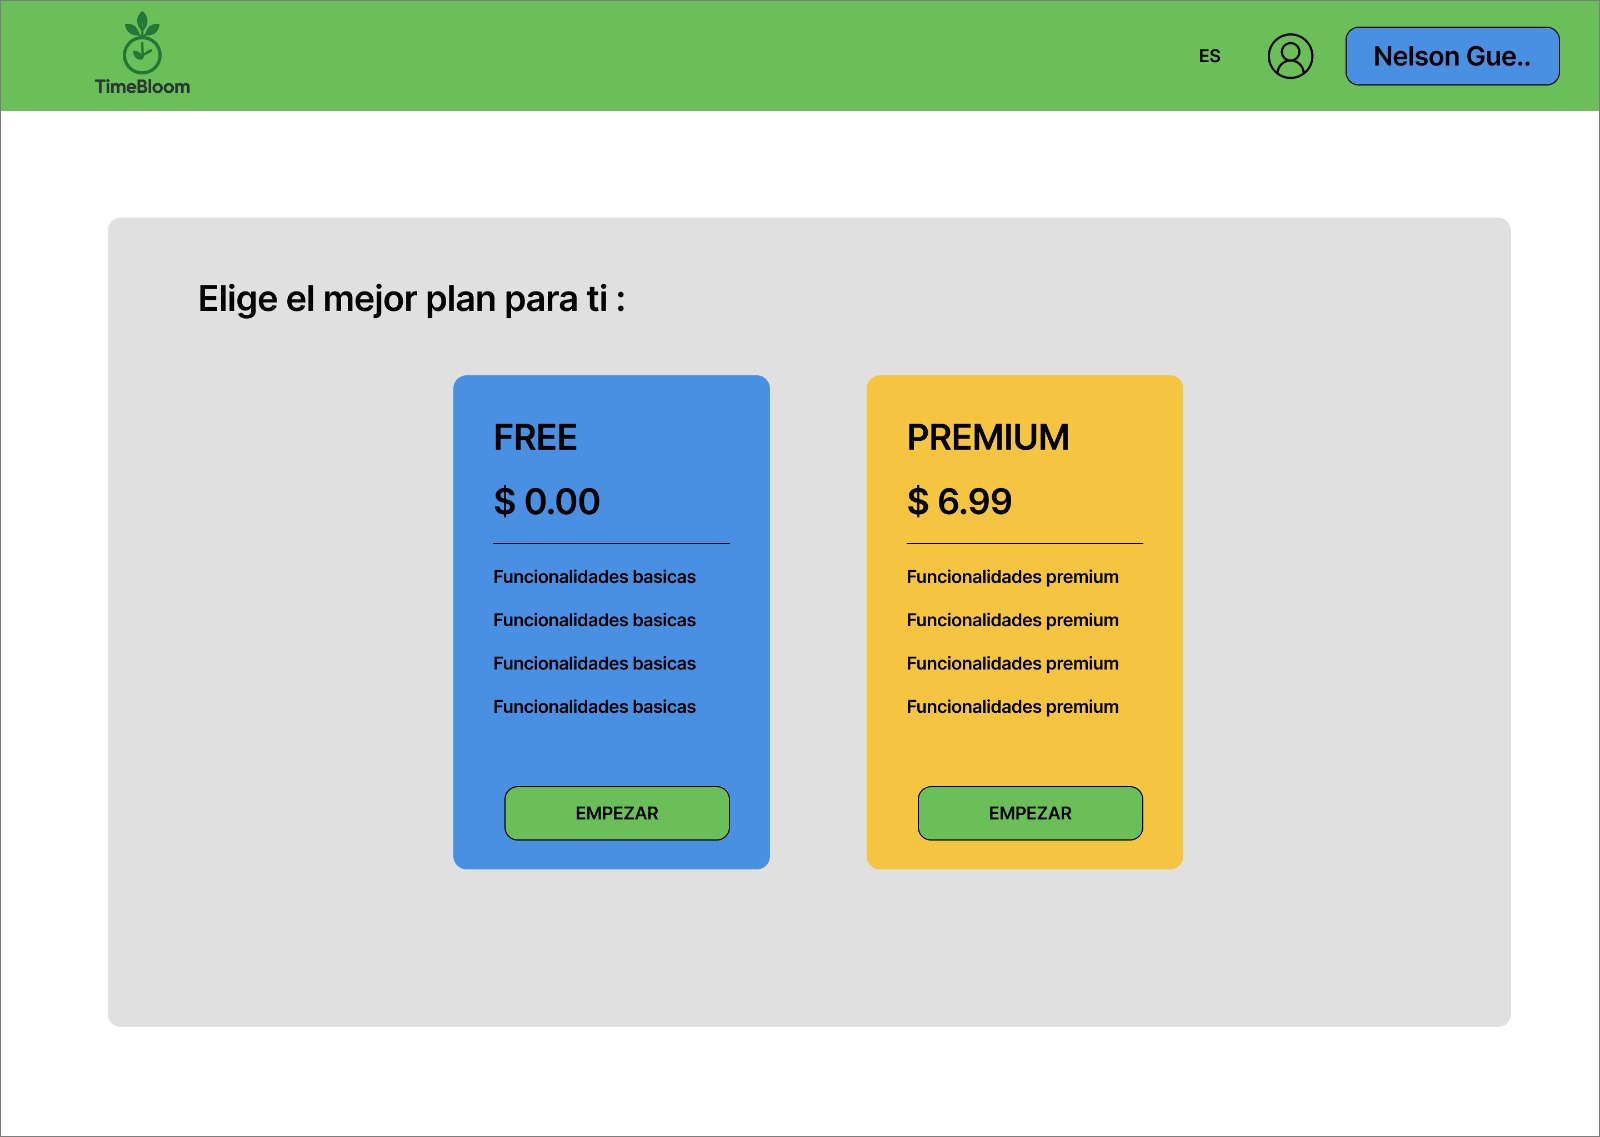 TimeBloom
ES
Nelson Gue..
Elige el mejor plan para ti :
FREE
$ 0.00
Funcionalidades basicas
Funcionalidades basicas
Funcionalidades basicas
Funcionalidades basicas
EMPEZAR
PREMIUM
$ 6.99
Funcionalidades premium
Funcionalidades premium
Funcionalidades premium
Funcionalidades premium
EMPEZAR